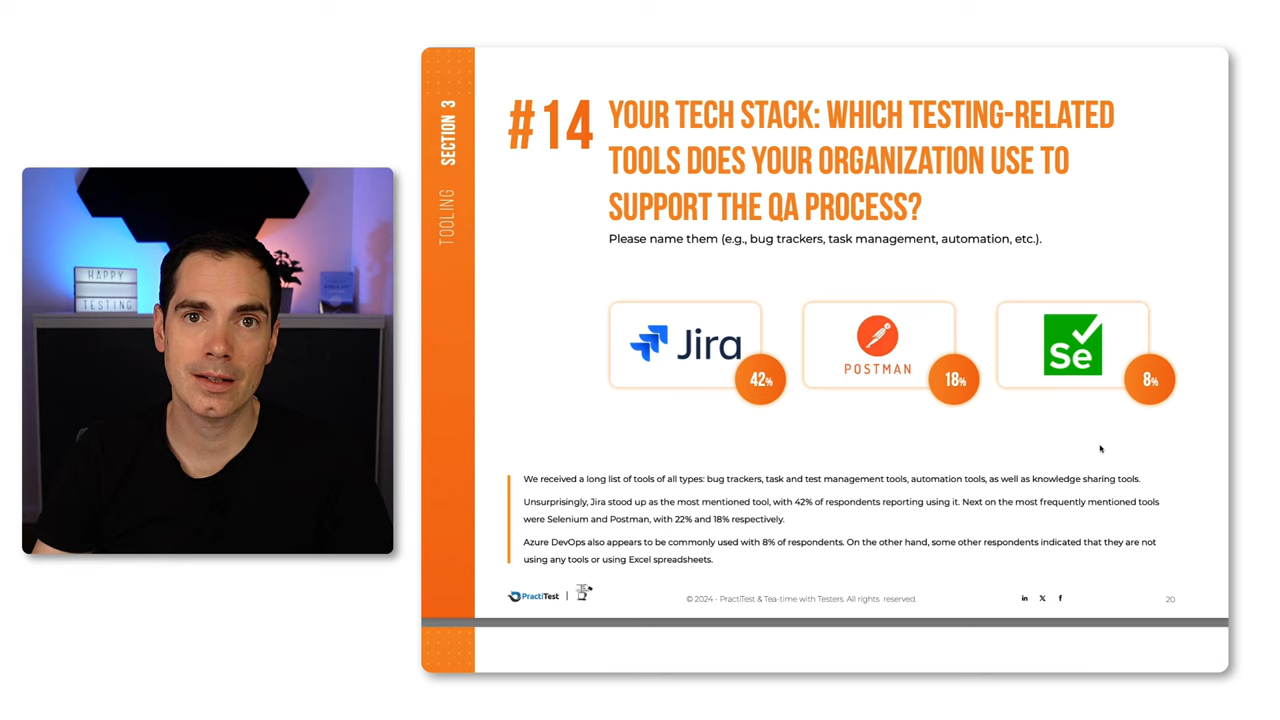 HAPPY
TESTING
TOOLING SECTION 3
#14
YOUR TECH STACK: WHICH TESTING-RELATED
TOOLS DOES YOUR ORGANIZATION USE TO
SUPPORT THE QA PROCESS?
Please name them (e.g., bug trackers, task management, automation, etc.).
Jira
42%
POSTMAN
18%
Se
8%
We received a long list of tools of all types: bug trackers, task and test management tools, automation tools, as well as knowledge sharing tools.
Unsurprisingly, Jira stood up as the most mentioned tool, with 42% of respondents reporting using it. Next on the most frequently mentioned tools
were Selenium and Postman, with 22% and 18% respectively.
Azure DevOps also appears to be commonly used with 8% of respondents. On the other hand, some other respondents indicated that they are not
using any tools or using Excel spreadsheets.
PractiTest |
© 2024 - PractiTest & Tea-time with Testers. All rights reserved.
in X f
20